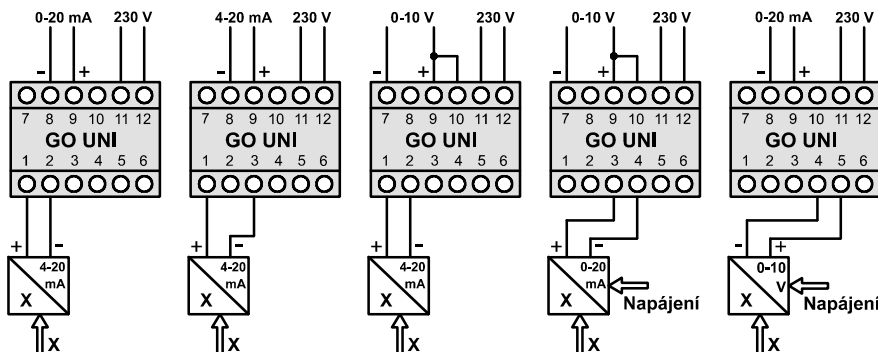 0-20 mA 230 V 4-20 mA 230 V 0-10 V 230 V 0-10 V 230 V 0-20 mA 230 V
- + - + - + - + - +
7 8 9 10 11 12 7 8 9 10 11 12 7 8 9 10 11 12 7 8 9 10 11 12 7 8 9 10 11 12
GO UNI GO UNI GO UNI GO UNI GO UNI
1 2 3 4 5 6 1 2 3 4 5 6 1 2 3 4 5 6 1 2 3 4 5 6 1 2 3 4 5 6
+ - + - + - + - - +
4-20 4-20 4-20 0-20 0-10
mA mA mA mA V
X X X X Napájení X Napájení
X X X X X